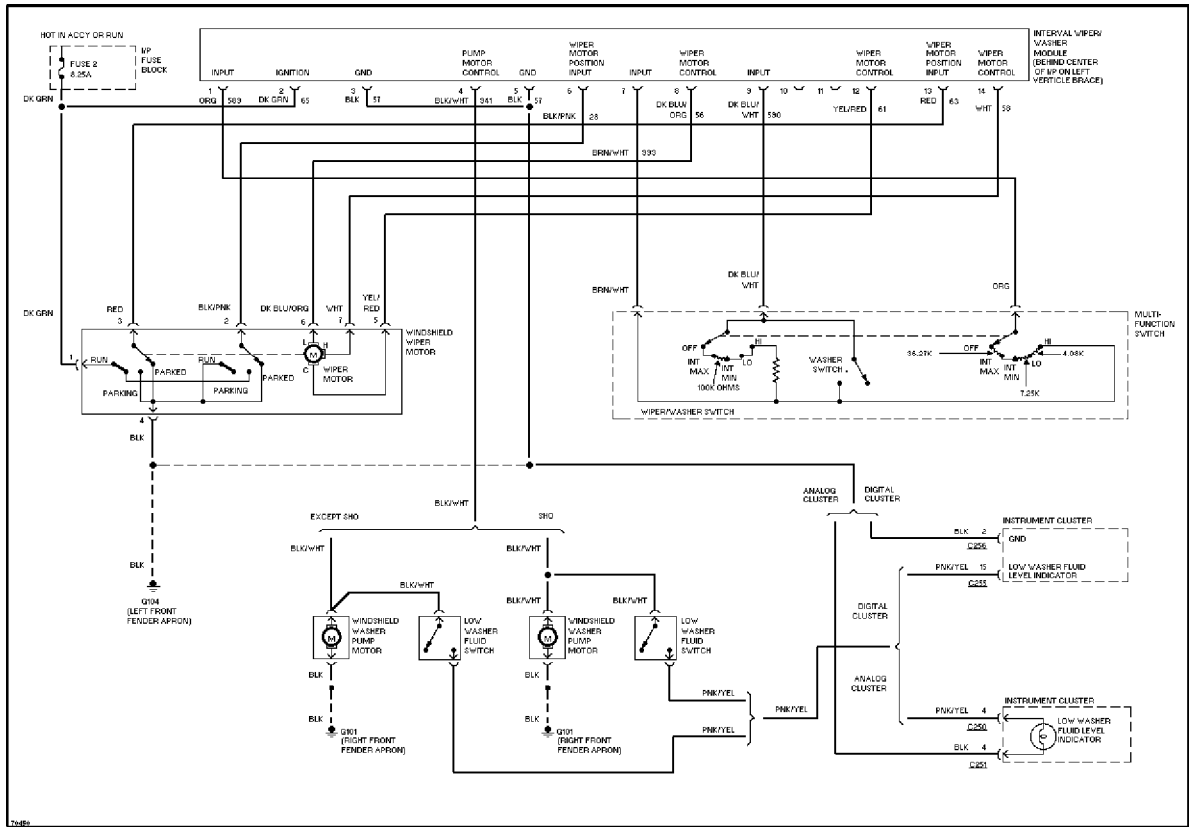 HOT IN ACCY OR RUN
I/P
FUSE
BLOCK
FUSE 2
8.25A
DK GRN
INTERVAL WIPER/
WASHER
MODULE
(BEHIND CENTER
OF I/P ON LEFT
VERTICLE BRACE)
INPUT
IGNITION
GND
PUMP
MOTOR
CONTROL
GND
WIPER
MOTOR
POSITION
INPUT
INPUT
WIPER
MOTOR
CONTROL
INPUT
WIPER
MOTOR
CONTROL
WIPER
MOTOR
POSITION
INPUT
WIPER
MOTOR
CONTROL
1 2 3 4 5 6 7 8 9 10 11 12 13 14
ORG 589
DK GRN 65
BLK 57
BLK/WHT 941
BLK 57
BLK/PNK 28
BRN/WHT 993
DK BLU/
ORG 56
DK BLU/
WHT 590
YEL/RED 61
RED 63
WHT 58
DK GRN
RED
3
BLK/PNK
2
DK BLU/ORG
6
WHT
7
YEL/
RED
5
WINDSHIELD
WIPER
MOTOR
1
RUN
PARKED
PARKING
RUN
PARKED
PARKING
L
H
M
C
WIPER
MOTOR
4
BLK
BLK
G104
(LEFT FRONT
FENDER APRON)
BRN/WHT
DK BLU/
WHT
ORG
MULTI-
FUNCTION
SWITCH
OFF
INT
MAX
INT
MIN
LO
HI
100K OHMS
WASHER
SWITCH
36.27K
OFF
INT
MAX
INT
MIN
LO
HI
4.08K
7.25K
WIPER/WASHER SWITCH
BLK/WHT
EXCEPT SHO
SHO
BLK/WHT
BLK/WHT
BLK/WHT
BLK/WHT
BLK/WHT
M
WINDSHIELD
WASHER
PUMP
MOTOR
LOW
WASHER
FLUID
SWITCH
M
WINDSHIELD
WASHER
PUMP
MOTOR
LOW
WASHER
FLUID
SWITCH
BLK
BLK
G101
(RIGHT FRONT
FENDER APRON)
BLK
BLK
G101
(RIGHT FRONT
FENDER APRON)
PNK/YEL
PNK/YEL
PNK/YEL
ANALOG
CLUSTER
DIGITAL
CLUSTER
DIGITAL
CLUSTER
ANALOG
CLUSTER
INSTRUMENT CLUSTER
BLK 2
GND
C256
PNK/YEL 15
LOW WASHER FLUID
LEVEL INDICATOR
C255
INSTRUMENT CLUSTER
PNK/YEL 4
C250
LOW WASHER
FLUID LEVEL
INDICATOR
BLK 4
C251
70450